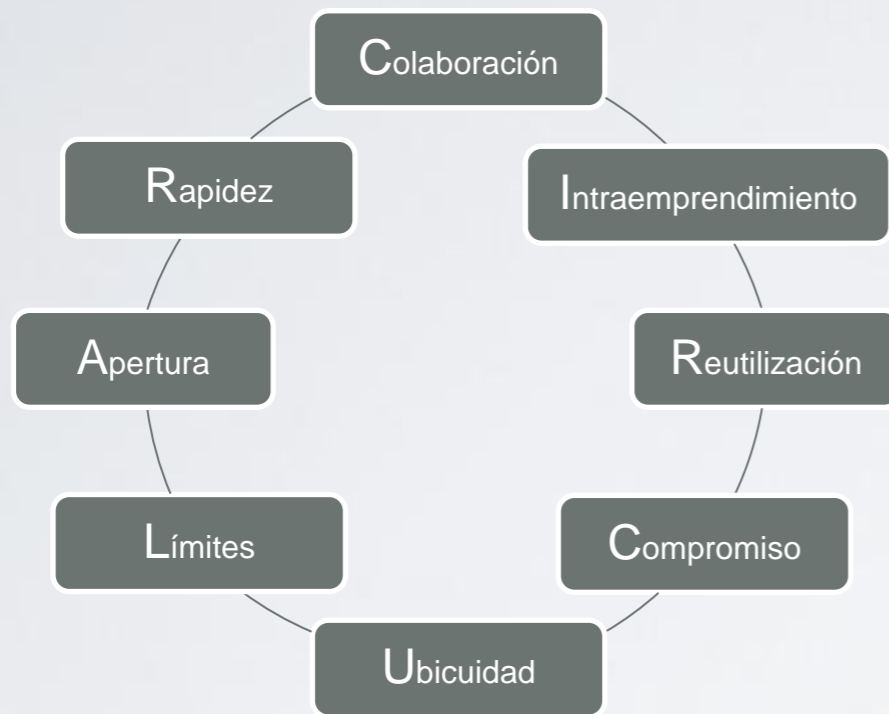 Colaboración
Intraemprendimiento
Reutilización
Compromiso
Ubicuidad
Límites
Apertura
Rapidez